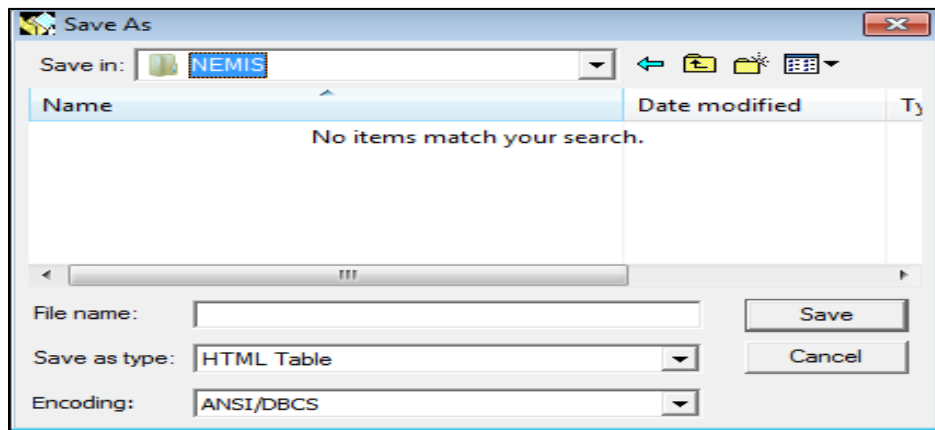 Save As
Save in: NEMIS
Name Date modified Ty
No items match your search.
File name: Save
Save as type: HTML Table Cancel
Encoding: ANSI/DBCS